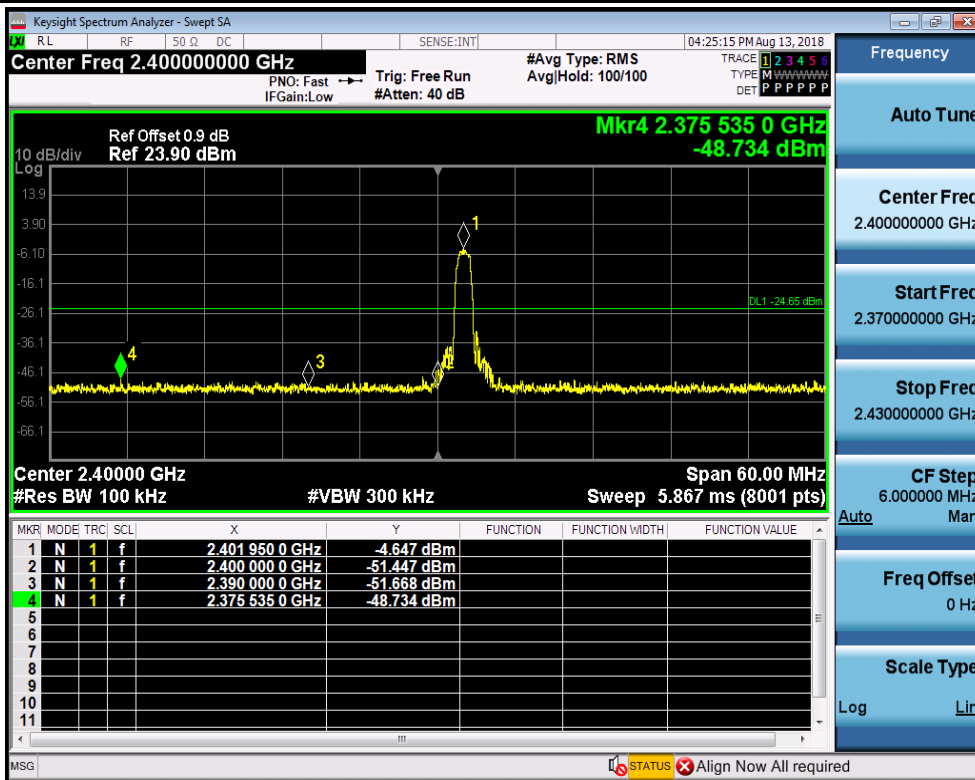 Keysight Spectrum Analyzer - Swept SA
LXI RL RF 50 Ω DC SENSE:INT 04:25:15 PM Aug 13, 2018
Center Freq 2.400000000 GHz
PNO: Fast
IFGain:Low
Trig: Free Run
#Atten: 40 dB
#Avg Type: RMS
Avg|Hold: 100/100
TRACE 1 2 3 4 5 6
TYPE M W W W W W
DET P P P P P P
Ref Offset 0.9 dB
10 dB/div Ref 23.90 dBm
Log
Mkr4 2.375 535 0 GHz
-48.734 dBm
13.9
3.90
-6.10
-16.1
-26.1
-36.1
-46.1
-56.1
-66.1
1
DL1 -24.65 dBm
4
3
2
Center 2.40000 GHz Span 60.00 MHz
#Res BW 100 kHz #VBW 300 kHz Sweep 5.867 ms (8001 pts)
MKR MODE TRC SCL X Y FUNCTION FUNCTION WIDTH FUNCTION VALUE
1 N 1 f 2.401 950 0 GHz -4.647 dBm
2 N 1 f 2.400 000 0 GHz -51.447 dBm
3 N 1 f 2.390 000 0 GHz -51.668 dBm
4 N 1 f 2.375 535 0 GHz -48.734 dBm
5
6
7
8
9
10
11
MSG STATUS Align Now All required
Frequency
Auto Tune
Center Freq
2.400000000 GHz
Start Freq
2.370000000 GHz
Stop Freq
2.430000000 GHz
CF Step
6.000000 MHz
Auto Man
Freq Offset
0 Hz
Scale Type
Log Lin